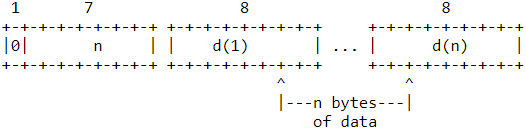 1 7 8 8
+-+-+-+-+-+-+-+-+ +-+-+-+-+-+-+-+-+ +-+-+-+-+-+-+-+-+
|0| n | | d(1) | ... | d(n) |
+-+-+-+-+-+-+-+-+ +-+-+-+-+-+-+-+-+ +-+-+-+-+-+-+-+-+
^ ^
|---n bytes---|
of data